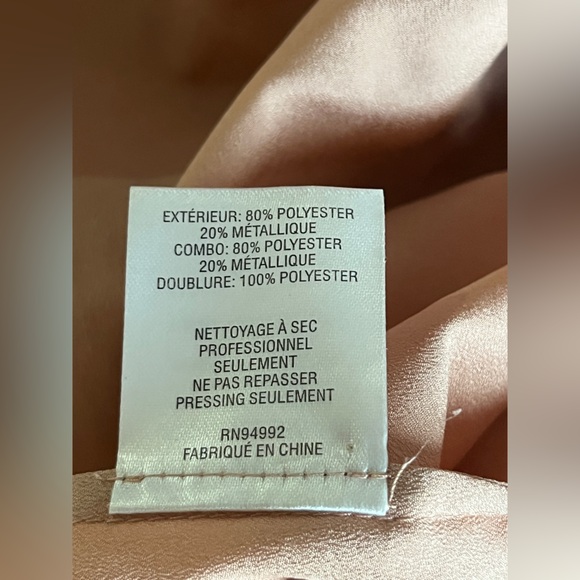 EXTÉRIEUR: 80% POLYESTER
20% MÉTALLIQUE
COMBO: 80% POLYESTER
20% MÉTALLIQUE
DOUBLURE: 100% POLYESTER
NETTOYAGE À SEC
PROFESSIONNEL
SEULEMENT
NE PAS REPASSER
PRESSING SEULEMENT
RN94992
FABRIQUÉ EN CHINE